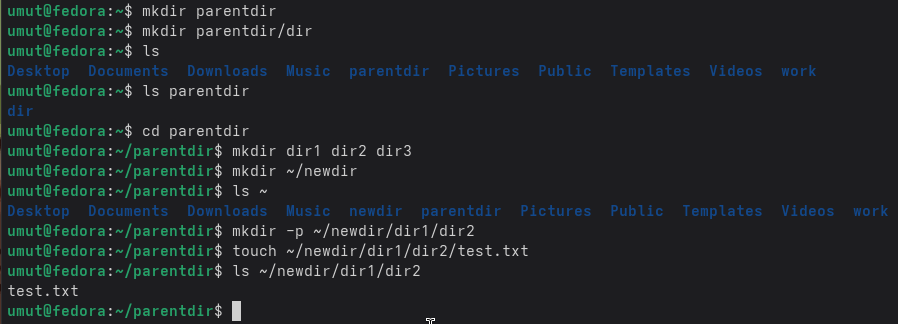 umut@fedora:~$ mkdir parentdir
umut@fedora:~$ mkdir parentdir/dir
umut@fedora:~$ ls
Desktop  Documents  Downloads  Music  parentdir  Pictures  Public  Templates  Videos  work
umut@fedora:~$ ls parentdir
dir
umut@fedora:~$ cd parentdir
umut@fedora:~/parentdir$ mkdir dir1 dir2 dir3
umut@fedora:~/parentdir$ mkdir ~/newdir
umut@fedora:~/parentdir$ ls ~
Desktop  Documents  Downloads  Music  newdir  parentdir  Pictures  Public  Templates  Videos  work
umut@fedora:~/parentdir$ mkdir -p ~/newdir/dir1/dir2
umut@fedora:~/parentdir$ touch ~/newdir/dir1/dir2/test.txt
umut@fedora:~/parentdir$ ls ~/newdir/dir1/dir2
test.txt
umut@fedora:~/parentdir$